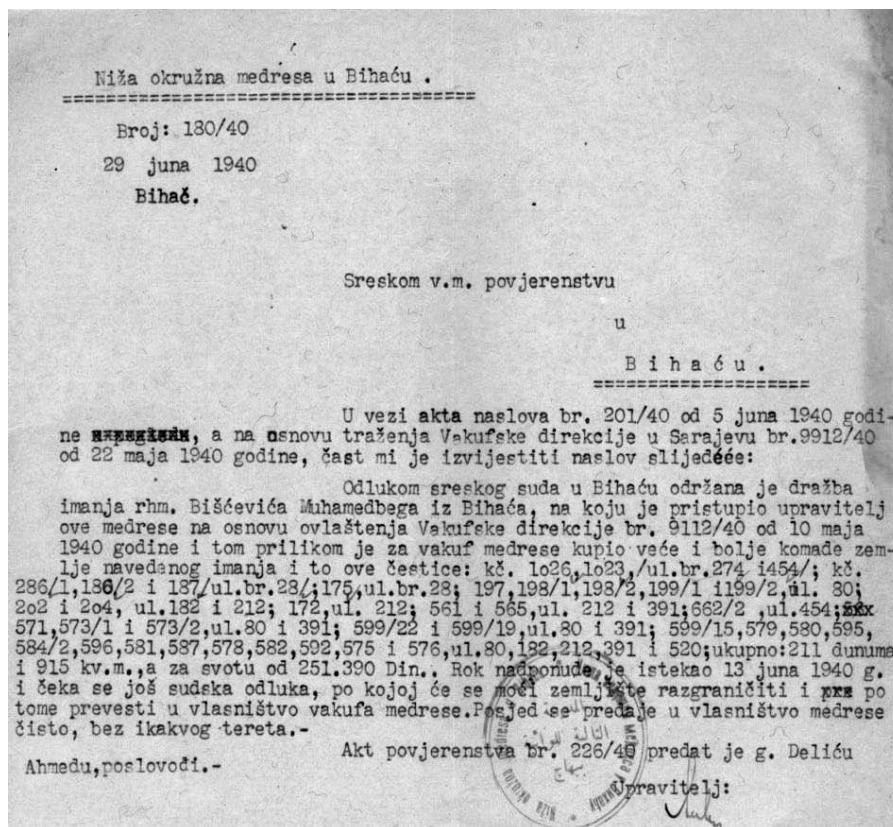 Niža okružna medresa u Bihaću .
Broj: 180/40
29 juna 1940
Bihać.
Sreskom v.m. povjerenstvu
u
B i h a ć u .
U vezi akta naslova br. 201/40 od 5 juna 1940 godi-
ne , a na osnovu traženja Vakufske direkcije u Sarajevu br.9912/40
od 22 maja 1940 godine, čast mi je izvijestiti naslov slijedéée:
Odlukom sreskog suda u Bihaću održana je dražba
imanja rhm. Bišćevića Muhamedbega iz Bihaća, na koju je pristupio upravitelj
ove medrese na osnovu ovlaštenja Vakufske direkcije br. 9112/40 od 10 maja
1940 godine i tom prilikom je za vakuf medrese kupio veće i bolje komade zem-
lje navedenog imanja i to ove čestice: kč. 1o26,1o23,/ul.br.274 i454/; kč.
286/1,186/2 i 187/ul.br.28/;175,ul.br.28; 197,198/1,198/2,199/1 i199/2,ul. 80;
2o2 i 2o4, ul.182 i 212; 172,ul. 212; 561 i 565,ul. 212 i 391;662/2 ,ul.454;
571,573/1 i 573/2,ul.80 i 391; 599/22 i 599/19,ul.80 i 391; 599/15,579,580,595,
584/2,596,581,587,578,582,592,575 i 576,ul.80,182,212,391 i 520;ukupno:211 dunuma
i 915 kv.m.,a za svotu od 251.390 Din.. Rok nadponude je istekao 13 juna 1940 g.
i čeka se još sudska odluka, po kojoj će se moći zemljište razgraničiti i po
tome prevesti u vlasništvo vakufa medrese.Posjed se predaje u vlasništvo medrese
čisto, bez ikakvog tereta.-
Akt povjerenstva br. 226/40 predat je g. Deliću
Ahmedu,poslovođi.-
Upravitelj: